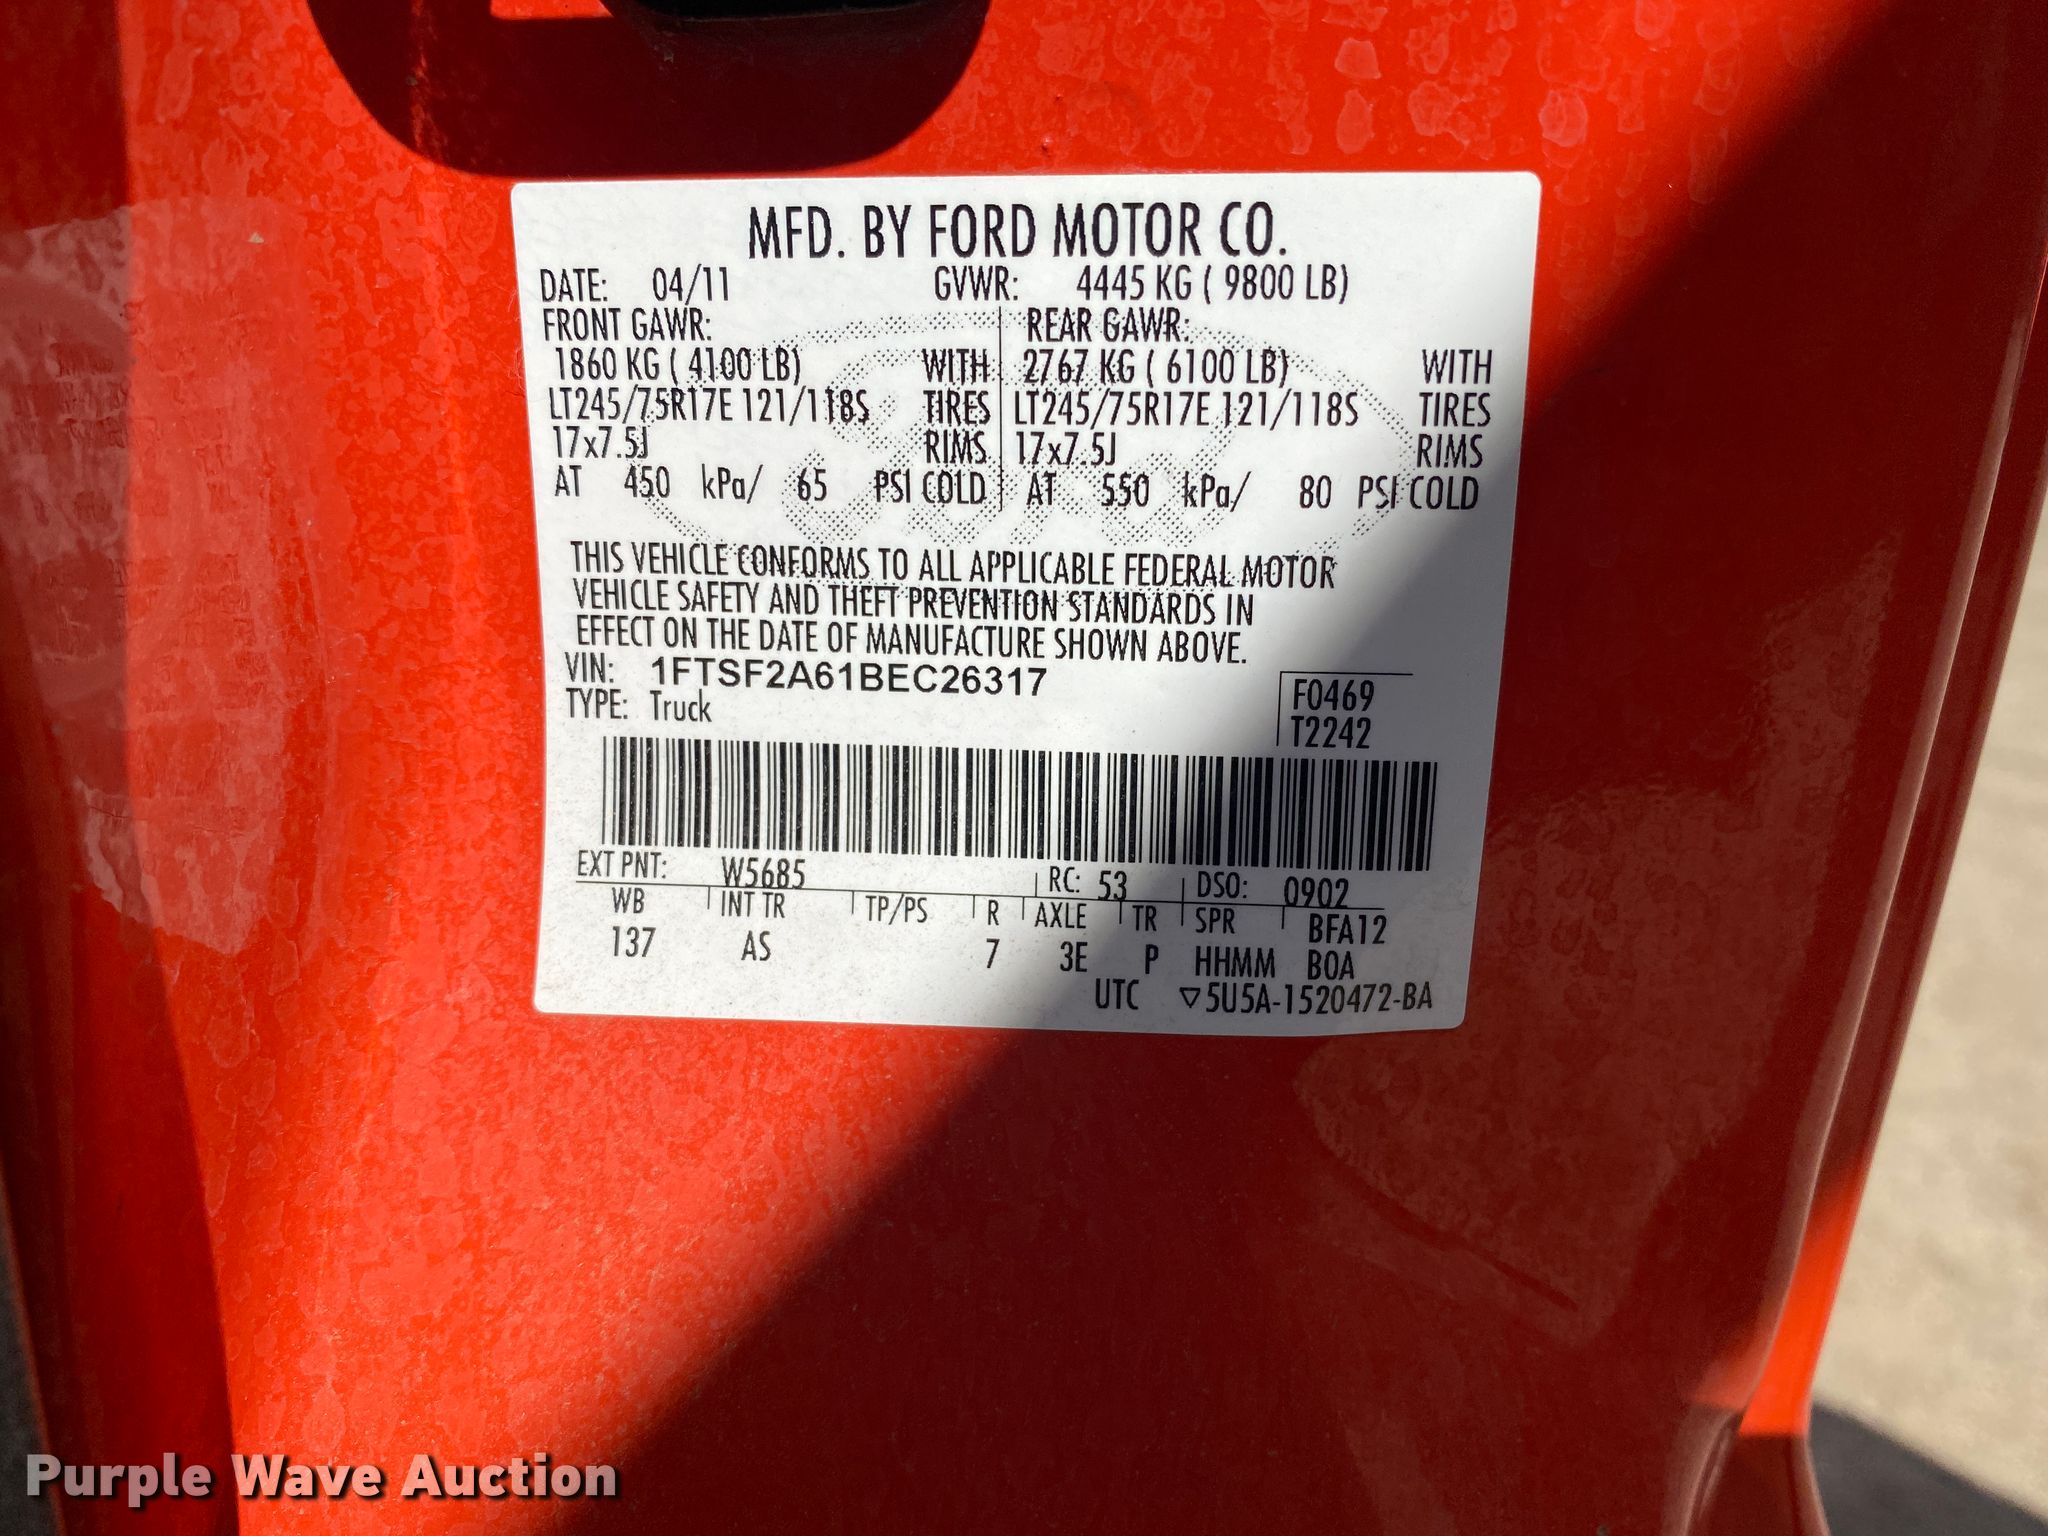 MFD. BY FORD MOTOR CO.
DATE: 04/11 GVWR: 4445 KG ( 9800 LB)
FRONT GAWR: REAR GAWR:
1860 KG ( 4100 LB) WITH 2767 KG ( 6100 LB) WITH
LT245/75R17E 121/118S TIRES LT245/75R17E 121/118S TIRES
17x7.5J RIMS 17x7.5J RIMS
AT 450 kPa/ 65 PSI COLD AT 550 kPa/ 80 PSI COLD
THIS VEHICLE CONFORMS TO ALL APPLICABLE FEDERAL MOTOR
VEHICLE SAFETY AND THEFT PREVENTION STANDARDS IN
EFFECT ON THE DATE OF MANUFACTURE SHOWN ABOVE.
VIN: 1FTSF2A61BEC26317
TYPE: Truck
F0469
T2242
EXT PNT: W5685 RC: 53 DSO: 0902
WB INT TR TP/PS R AXLE TR SPR BFA12
137 AS 7 3E P HHMM BOA
UTC ▽5U5A-1520472-BA
Purple Wave Auction